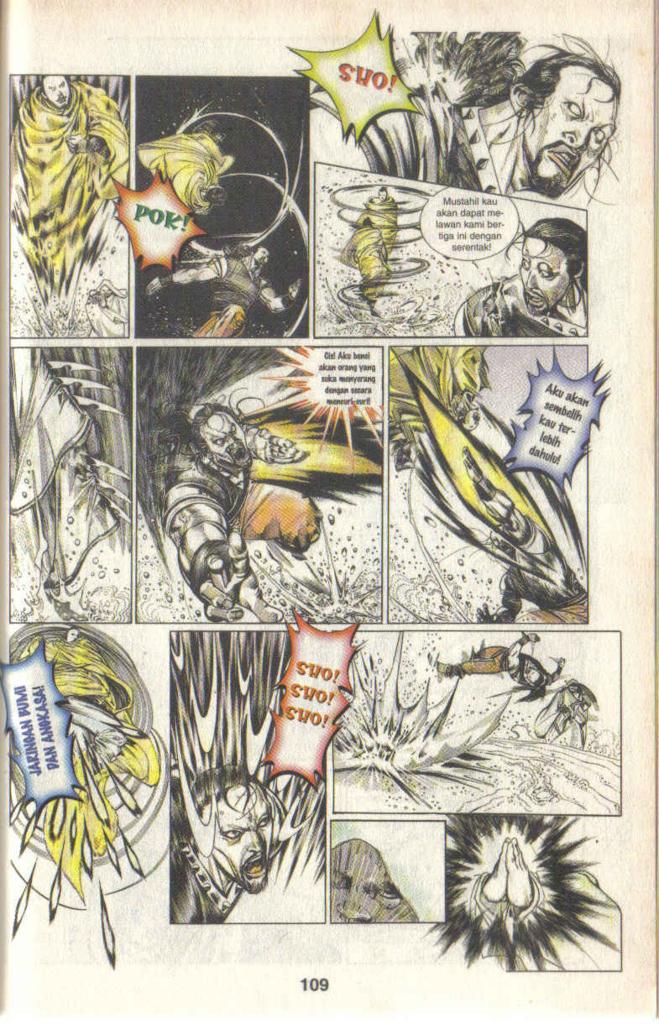 POK!
SHO!
Mustahil kau
akan dapat me-
lawan kami ber-
tiga ini dengan
serentak!
Cis! Aku benci
akan orang yang
suka menyerang
dengan secara
mencuri-curi!
Aku akan
sembelih
kau ter-
lebih
dahulu!
JARINGAN BUMI
DAN ANGKASA!
SHO!
SHO!
SHO!
109